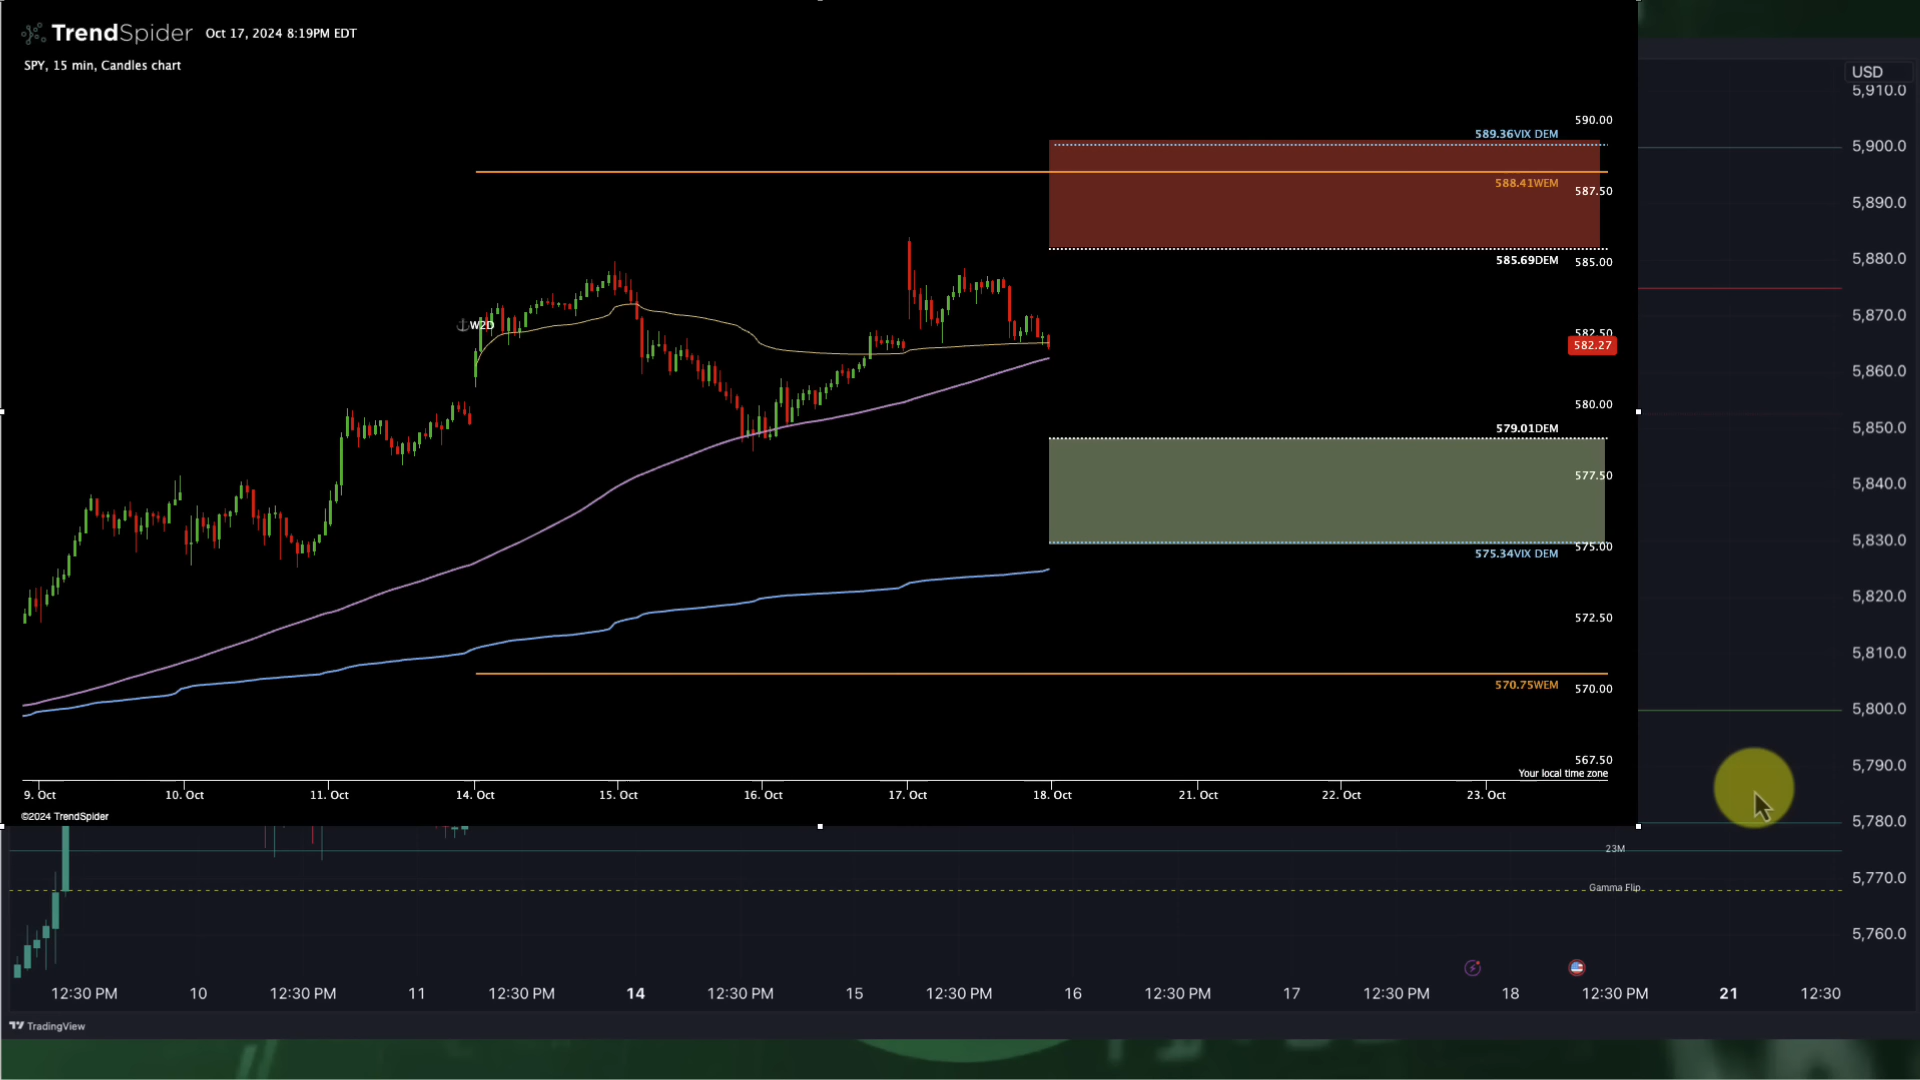 TrendSpider Oct 17, 2024 8:19PM EDT
SPY, 15 min, Candles chart
USD
5,910.0
5,900.0
5,890.0
5,880.0
5,870.0
5,860.0
5,850.0
5,840.0
5,830.0
5,820.0
5,810.0
5,800.0
5,790.0
5,780.0
5,770.0
5,760.0
590.00
589.36VIX DEM
588.41WEM
587.50
585.69DEM
585.00
W2D
582.50
582.27
580.00
579.01DEM
577.50
575.00
575.34VIX DEM
572.50
570.75WEM
570.00
567.50
Your local time zone
9. Oct 10. Oct 11. Oct 14. Oct 15. Oct 16. Oct 17. Oct 18. Oct 21. Oct 22. Oct 23. Oct
©2024 TrendSpider
23M
Gamma Flip
12:30 PM 10 12:30 PM 11 12:30 PM 14 12:30 PM 15 12:30 PM 16 12:30 PM 17 12:30 PM 18 12:30 PM 21 12:30
TradingView